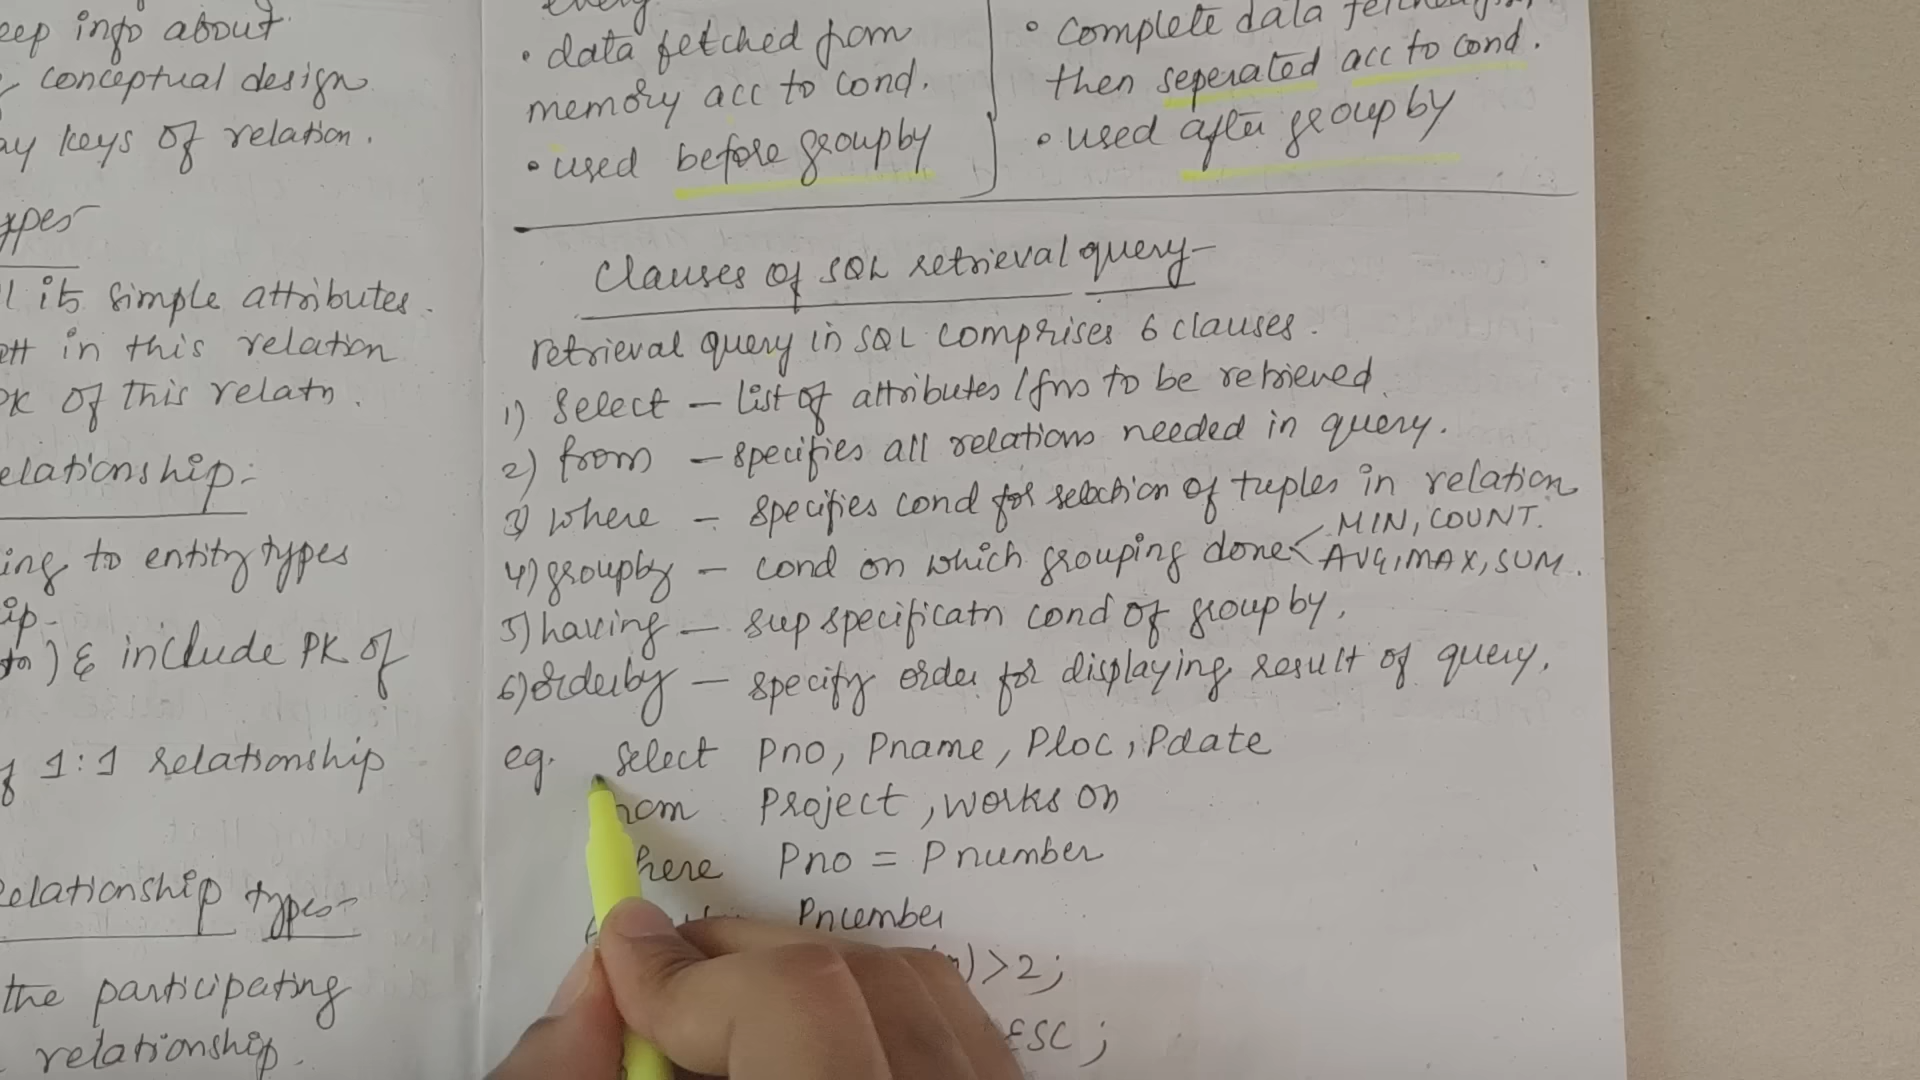 eep info about
conceptual design
ay keys of relation.
ypes
l its simple attributes.
att in this relation
PK of this relatn.
elationship:-
ing to entity types
ip-
) & include PK of
1:1 relationship
Relationship types-
the participating
relationship.
• data fetched from
memory acc to cond.
• used before groupby
• complete data
then seperated acc to cond.
• used after groupby
Clauses of SQL retrieval query-
retrieval query in SQL comprises 6 clauses.
1) Select - list of attributes / fns to be retrieved
2) from - specifies all relations needed in query.
3) where - specifies cond for selection of tuples in relation
4) groupby - cond on which grouping done < MIN, COUNT.
AVG, MAX, SUM.
5) having - sup specificatn cond of groupby.
6) orderby - specify order for displaying result of query.
eg. Select Pno, Pname, Ploc, Pdate
rom Project, works on
here Pno = Pnumber
Pnumber
) > 2;
ESC;